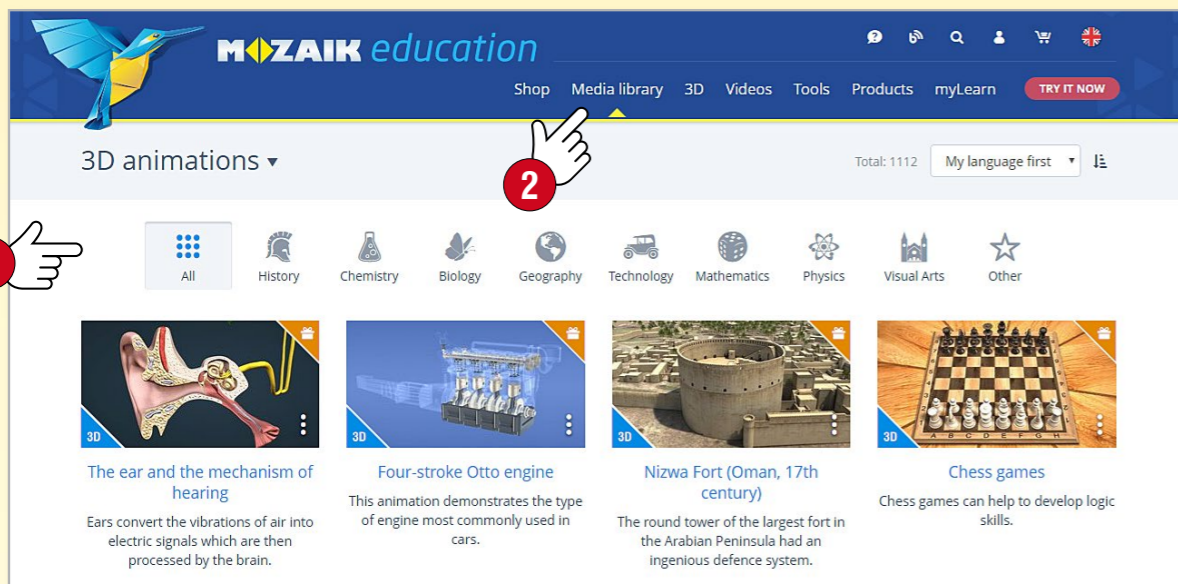 MOZAIK education
Shop Media library 3D Videos Tools Products myLearn TRY IT NOW
3D animations
Total: 1112 My language first
2
All History Chemistry Biology Geography Technology Mathematics Physics Visual Arts Other
3D 3D 3D 3D
A B C D E F G H
The ear and the mechanism of
hearing
Ears convert the vibrations of air into
electric signals which are then
processed by the brain.
Four-stroke Otto engine
This animation demonstrates the type
of engine most commonly used in
cars.
Nizwa Fort (Oman, 17th
century)
The round tower of the largest fort in
the Arabian Peninsula had an
ingenious defence system.
Chess games
Chess games can help to develop logic
skills.